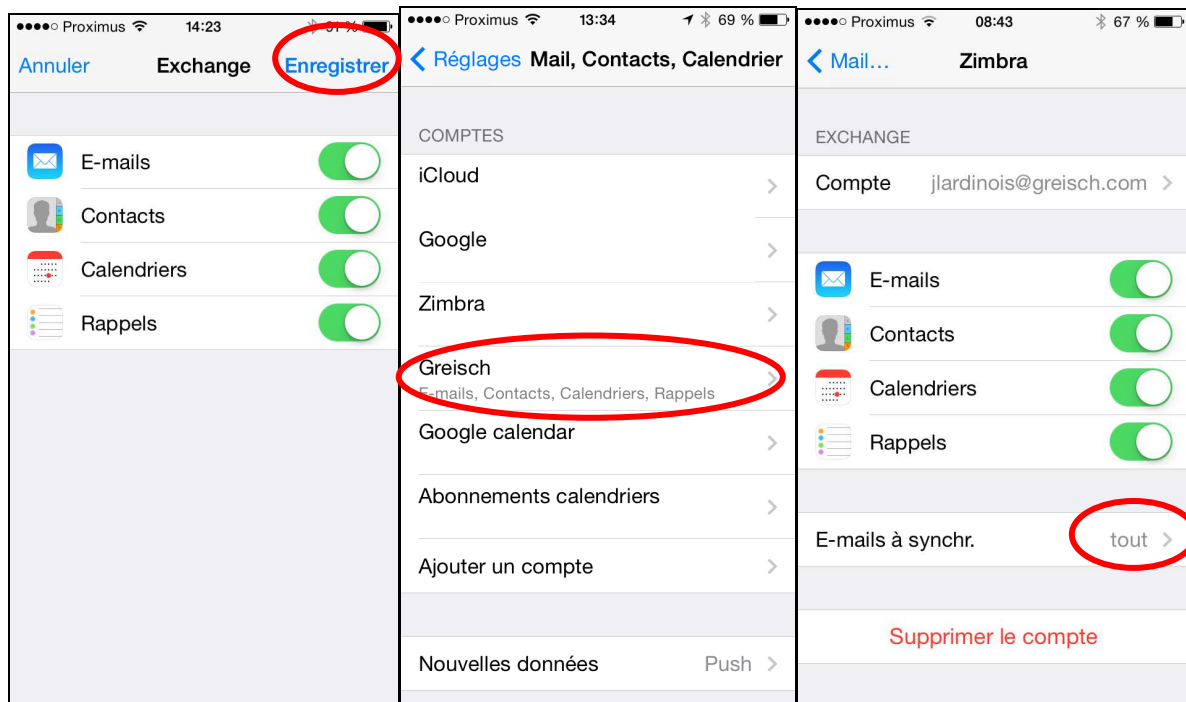 Proximus 14:23 91 %
Annuler Exchange Enregistrer
E-mails
Contacts
Calendriers
Rappels
Proximus 13:34 69 %
Réglages Mail, Contacts, Calendrier
COMPTES
iCloud
Google
Zimbra
Greisch
E-mails, Contacts, Calendriers, Rappels
Google calendar
Abonnements calendriers
Ajouter un compte
Nouvelles données Push
Proximus 08:43 67 %
Mail... Zimbra
EXCHANGE
Compte jlardinois@greisch.com
E-mails
Contacts
Calendriers
Rappels
E-mails à synchr. tout
Supprimer le compte